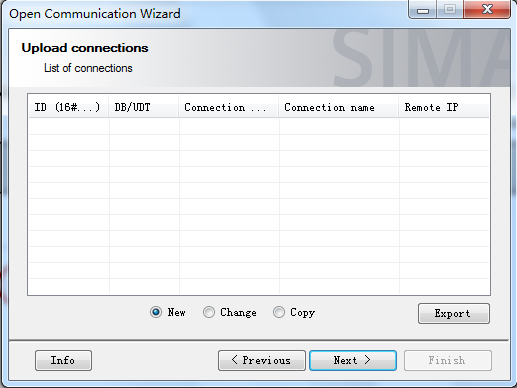 Open Communication Wizard
Upload connections
List of connections
SIMA
ID (16#...) DB/UDT Connection ... Connection name Remote IP
New Change Copy
Export
Info < Previous Next > Finish